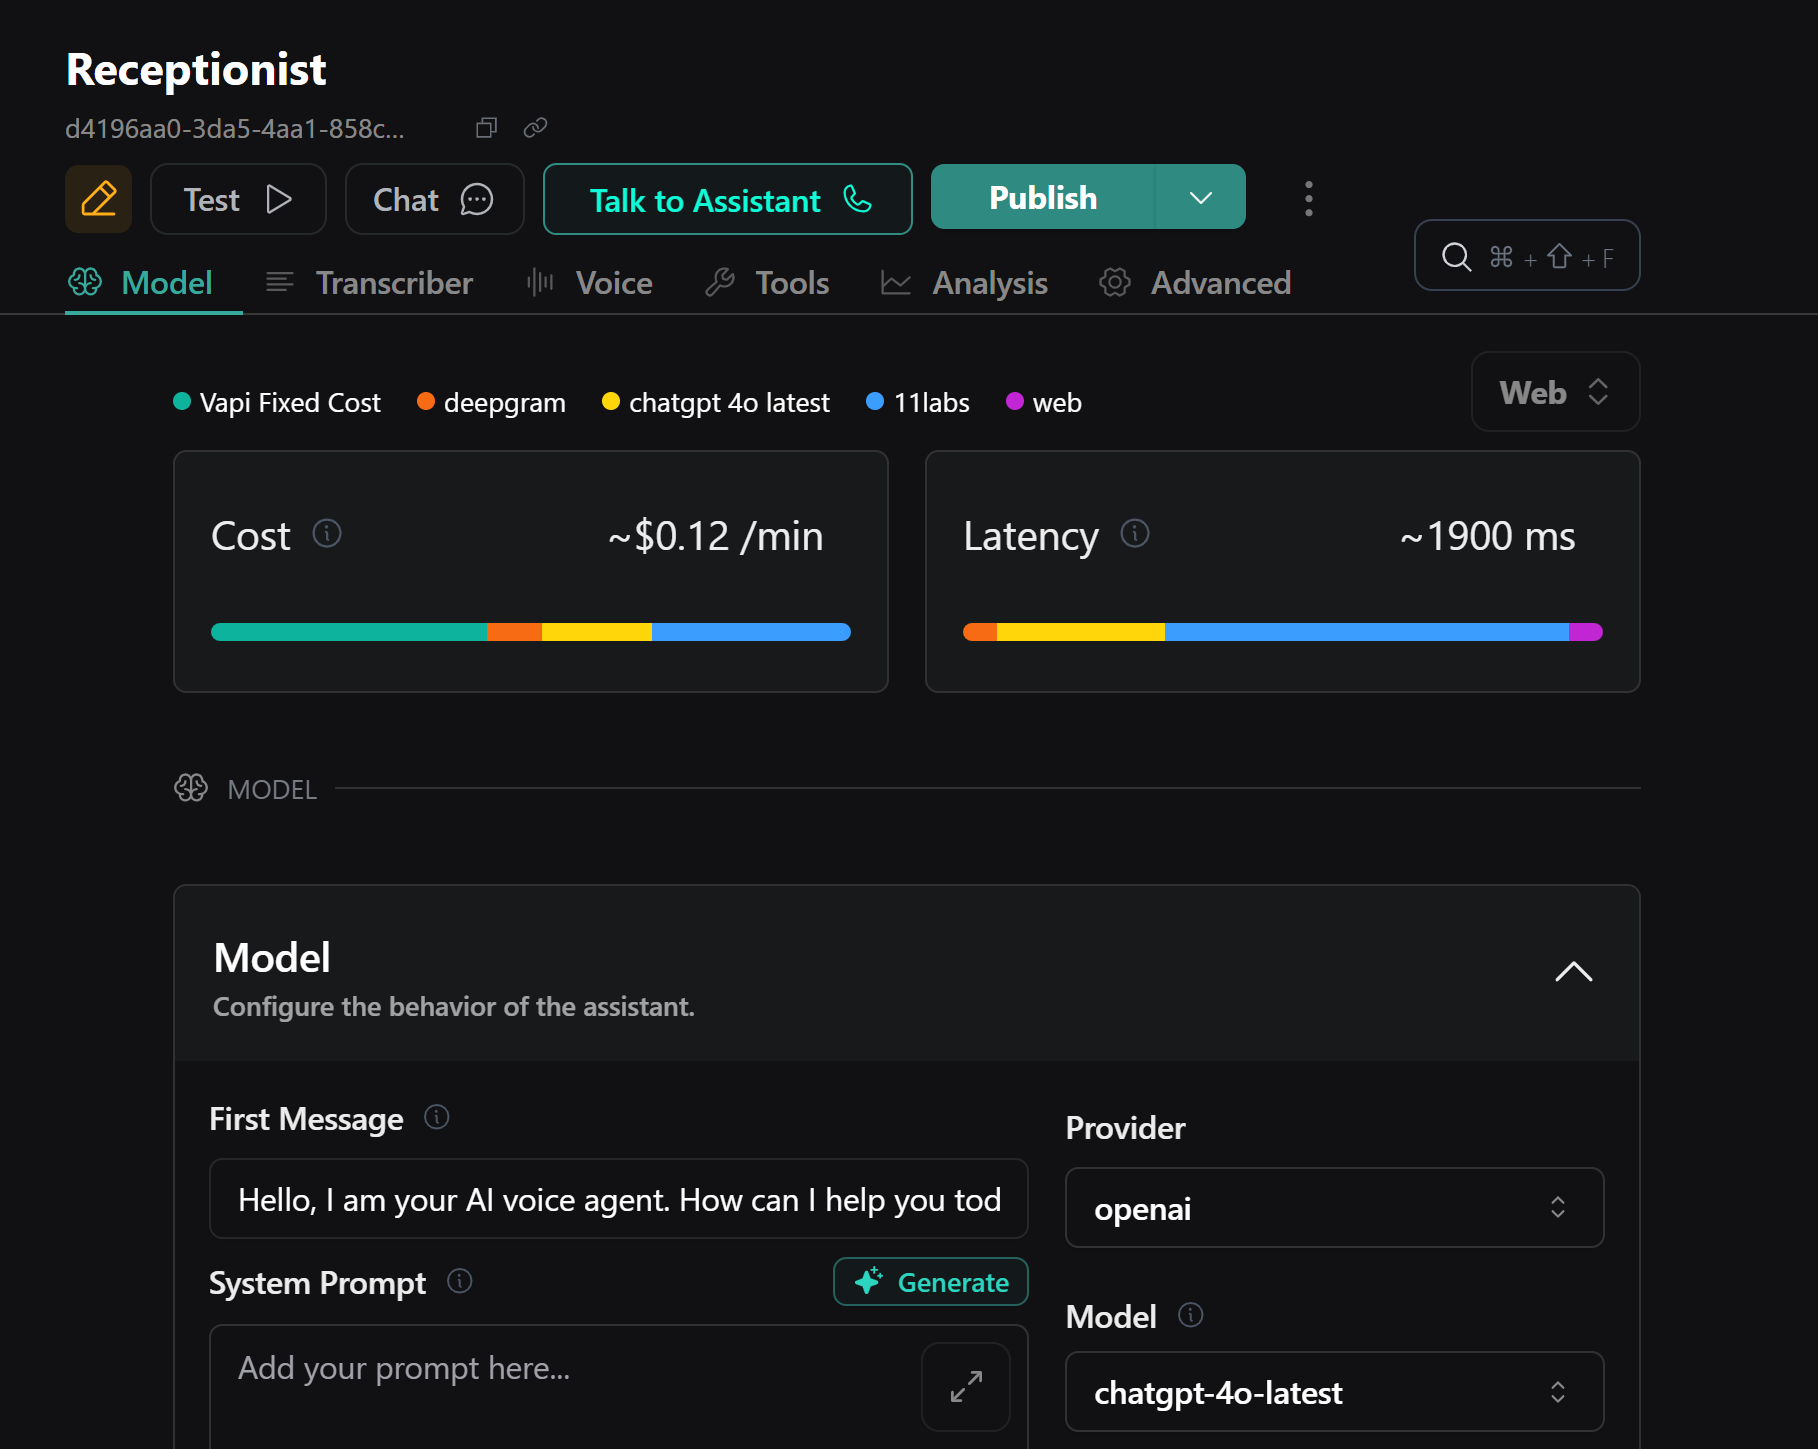 Receptionist
d4196aa0-3da5-4aa1-858c...
Test
Chat
Talk to Assistant
Publish
⌘ + ⇧ + F
Model
Transcriber
Voice
Tools
Analysis
Advanced
Vapi Fixed Cost
deepgram
chatgpt 4o latest
11labs
web
Web
Cost
~$0.12 /min
Latency
~1900 ms
MODEL
Model
Configure the behavior of the assistant.
First Message
Hello, I am your AI voice agent. How can I help you tod
System Prompt
Generate
Add your prompt here...
Provider
openai
Model
chatgpt-4o-latest